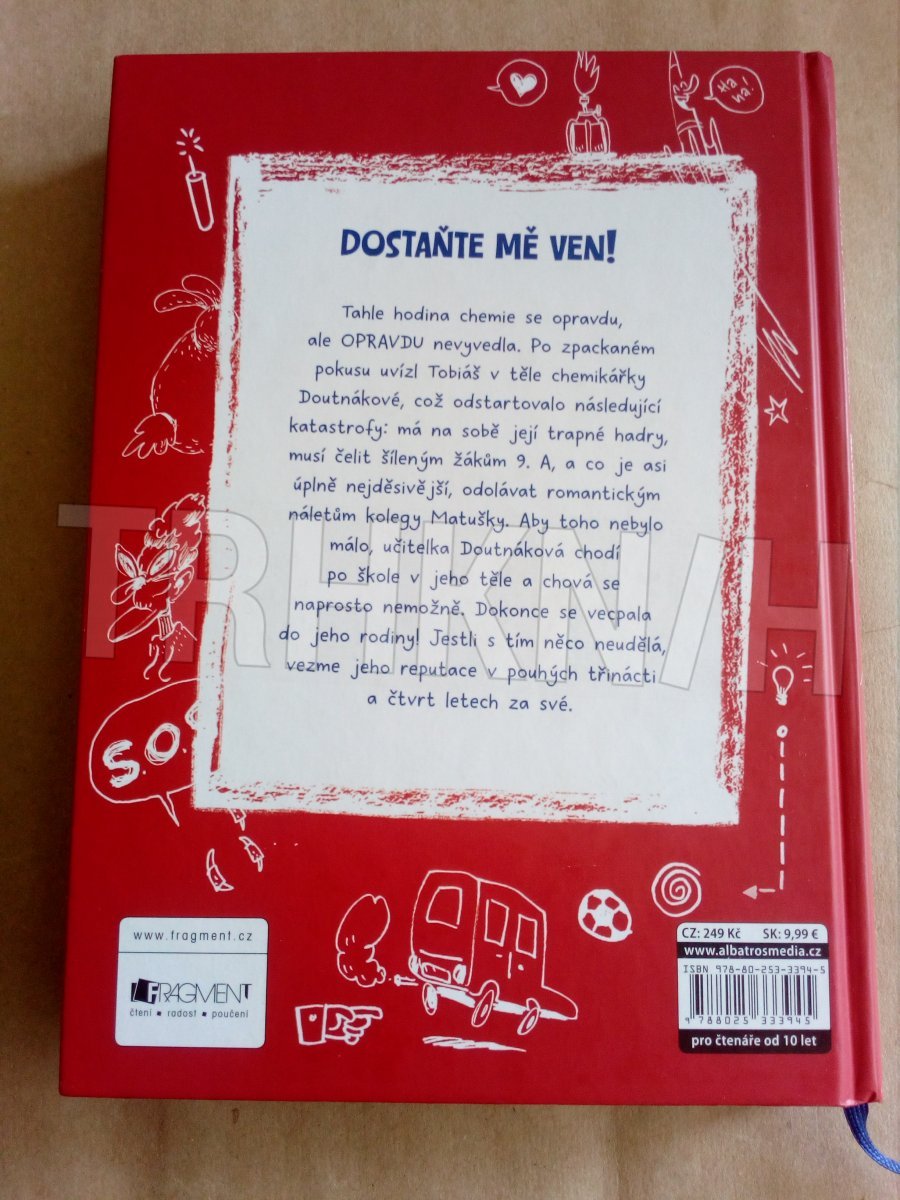 Ha
ha!
DOSTAŇTE MĚ VEN!
Tahle hodina chemie se opravdu,
ale OPRAVDU nevyvedla. Po zpackaném
pokusu uvízl Tobiáš v těle chemikářky
Doutnákové, což odstartovalo následující
katastrofy: má na sobě její trapné hadry,
musí čelit šíleným žákům 9. A, a co je asi
úplně nejděsivější, odolávat romantickým
náletům kolegy Matušky. Aby toho nebylo
málo, učitelka Doutnáková chodí
po škole v jeho těle a chová se
naprosto nemožně. Dokonce se vecpala
do jeho rodiny! Jestli s tím něco neudělá,
vezme jeho reputace v pouhých třinácti
a čtvrt letech za své.
TRHKNIH
S.O.S
www.fragment.cz
FRAGMENT
čtení ▪ radost ▪ poučení
CZ: 249 Kč SK: 9,99 €
www.albatrosmedia.cz
ISBN 978-80-253-3394-5
9 788025 333945
pro čtenáře od 10 let